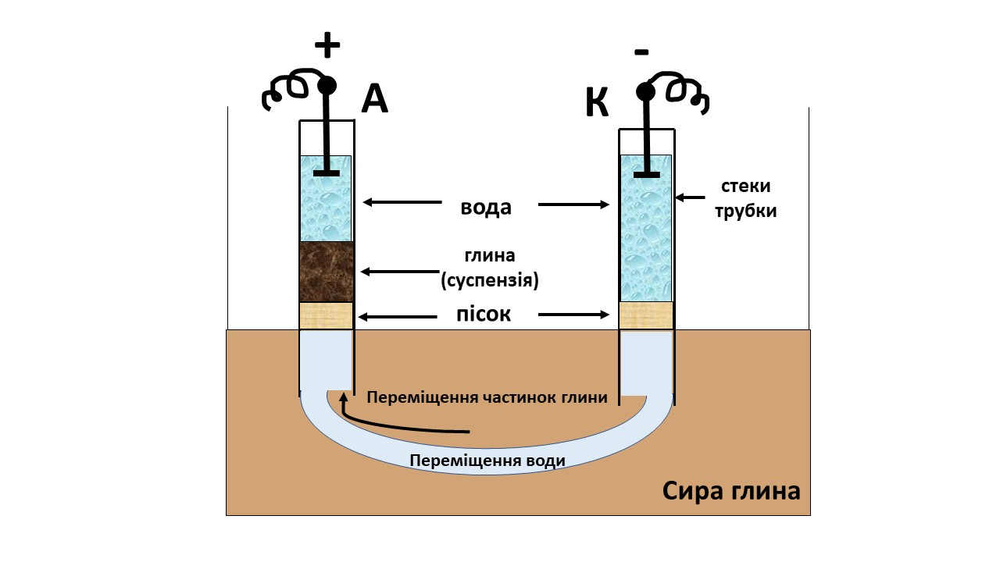 +
-
А
К
вода
стеки
трубки
глина
(суспензія)
пісок
Переміщення частинок глини
Переміщення води
Сира глина